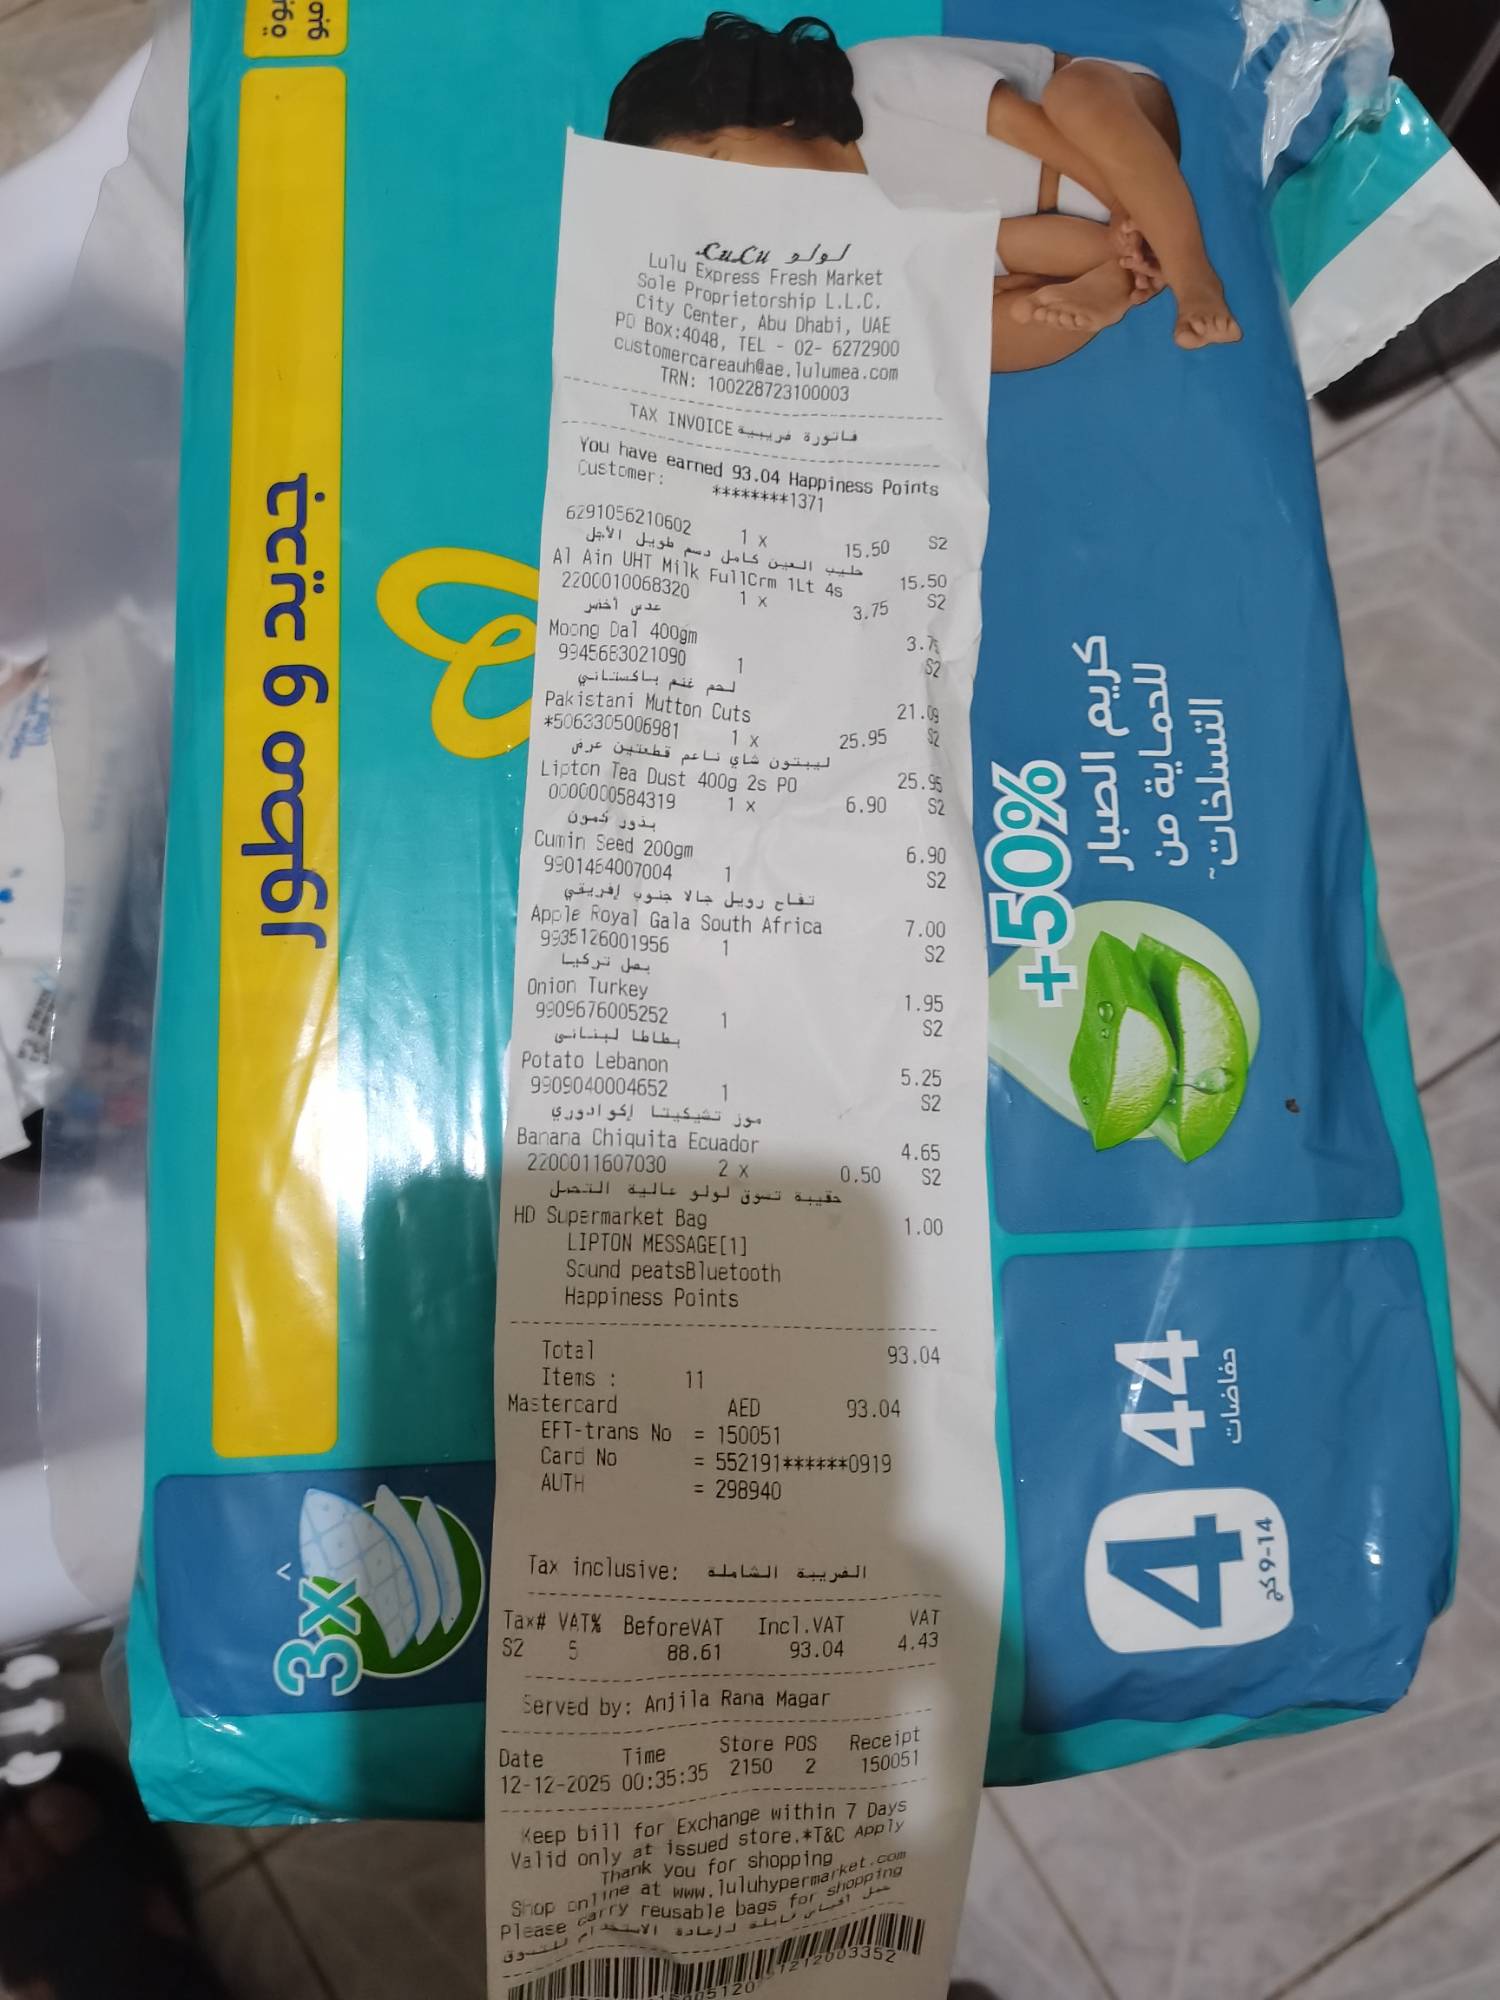 لولو LuLu
Lulu Express Fresh Market
Sole Proprietorship L.L.C.
City Center, Abu Dhabi, UAE
PO Box:4048, TEL - 02- 6272900
customercareauh@ae.lulumea.com
TRN: 100228723100003
TAX INVOICE فاتورة ضريبية
You have earned 93.04 Happiness Points
Customer: ********1371
6291056210602 1 x 15.50 S2
حليب العين كامل دسم طويل الأجل
Al Ain UHT Milk FullCrm 1Lt 4s 15.50
2200010068320 1 x 3.75 S2
عدس أخضر
Moong Dal 400gm 3.75
9945683021090 1 S2
لحم غنم باكستاني
Pakistani Mutton Cuts 21.09
*5063305006981 1 x 25.95 S2
ليبتون شاي ناعم قطعتين عرض
Lipton Tea Dust 400g 2s PO 25.95
0000000584319 1 x 6.90 S2
بذور كمون
Cumin Seed 200gm 6.90
9901464007004 1 S2
تفاح رويل جالا جنوب إفريقي
Apple Royal Gala South Africa 7.00
9935126001956 1 S2
بصل تركيا
Onion Turkey 1.95
9909676005252 1 S2
بطاطا لبناني
Potato Lebanon 5.25
9909040004652 1 S2
موز تشيكيتا إكوادوري
Banana Chiquita Ecuador 4.65
2200011607030 2 x 0.50 S2
حقيبة تسوق لولو عالية التحمل
HD Supermarket Bag 1.00
LIPTON MESSAGE[1]
Sound peatsBluetooth
Happiness Points
Total 93.04
Items : 11
Mastercard AED 93.04
EFT-trans No = 150051
Card No = 552191******0919
AUTH = 298940
Tax inclusive: الضريبة الشاملة
Tax# VAT% BeforeVAT Incl.VAT VAT
S2 5 88.61 93.04 4.43
Served by: Anjila Rana Magar
Date Time Store POS Receipt
12-12-2025 00:35:35 2150 2 150051
Keep bill for Exchange within 7 Days
Valid only at issued store.*T&C Apply
Thank you for shopping
Shop online at www.luluhypermarket.com
Please carry reusable bags for shopping
جديد و مطور
3x^
+50%
كريم الصبار
للحماية من
التسلخات~
4
9-14 كج
44
حفاضات